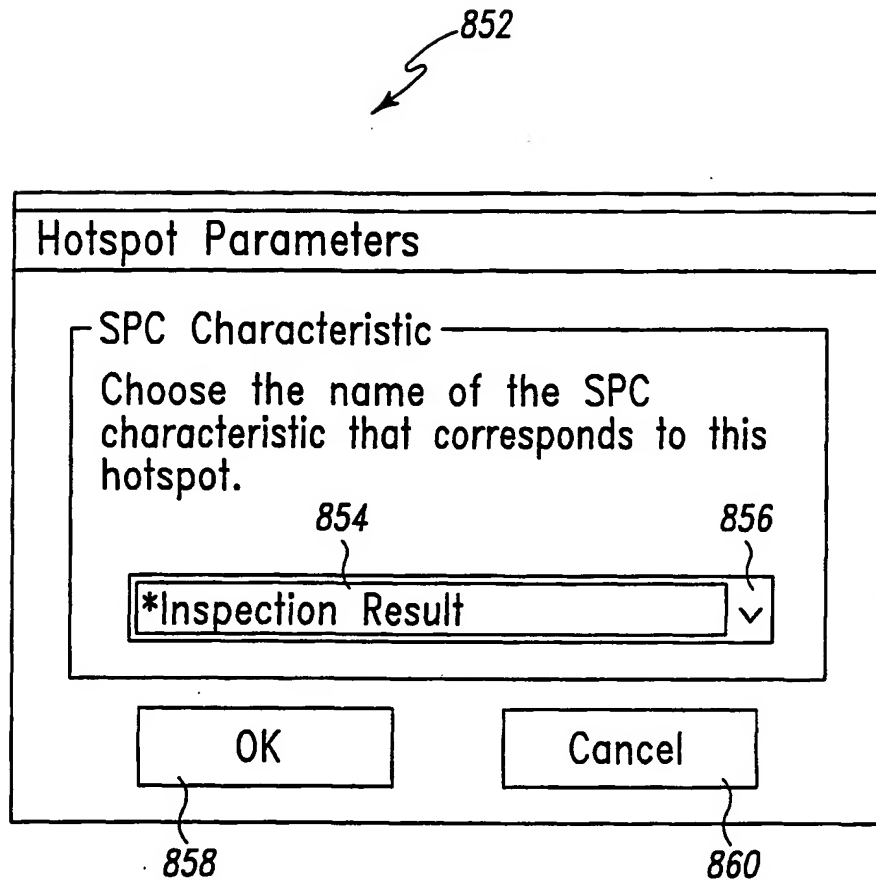 852
Hotspot Parameters
SPC Characteristic
Choose the name of the SPC
characteristic that corresponds to this
hotspot.
854
856
*Inspection Result
OK
Cancel
858
860